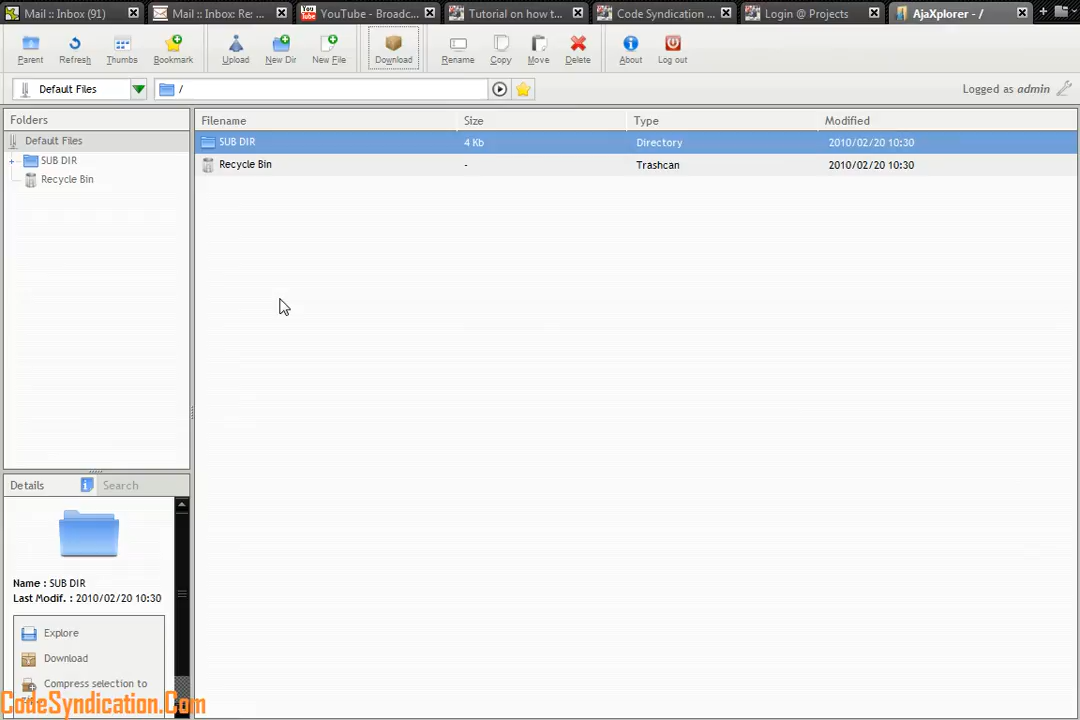 Mail :: Inbox (91) Mail :: Inbox: Re: ... You Tube YouTube - Broadc... Tutorial on how t... Code Syndication ... Login @ Projects AjaXplorer - /
Parent Refresh Thumbs Bookmark Upload New Dir New File Download Rename Copy Move Delete About Log out
Default Files / Logged as admin
Folders Filename Size Type Modified
Default Files SUB DIR 4 Kb Directory 2010/02/20 10:30
SUB DIR Recycle Bin - Trashcan 2010/02/20 10:30
Recycle Bin
Details Search
Name : SUB DIR
Last Modif. : 2010/02/20 10:30
Explore
Download
Compress selection to
CodeSyndication.Com